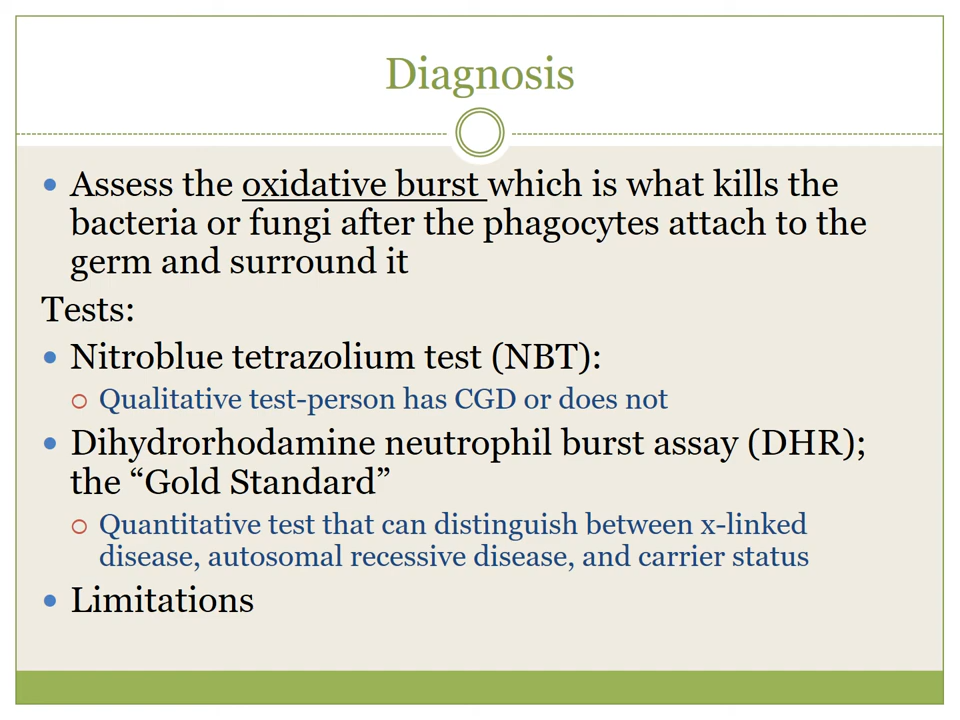 Diagnosis
Assess the oxidative burst which is what kills the
bacteria or fungi after the phagocytes attach to the
germ and surround it
Tests:
Nitroblue tetrazolium test (NBT):
Qualitative test-person has CGD or does not
Dihydrorhodamine neutrophil burst assay (DHR);
the “Gold Standard”
Quantitative test that can distinguish between x-linked
disease, autosomal recessive disease, and carrier status
Limitations